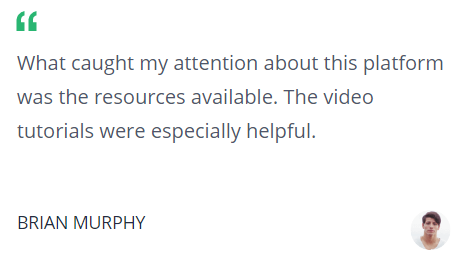 “
What caught my attention about this platform
was the resources available. The video
tutorials were especially helpful.
BRIAN MURPHY